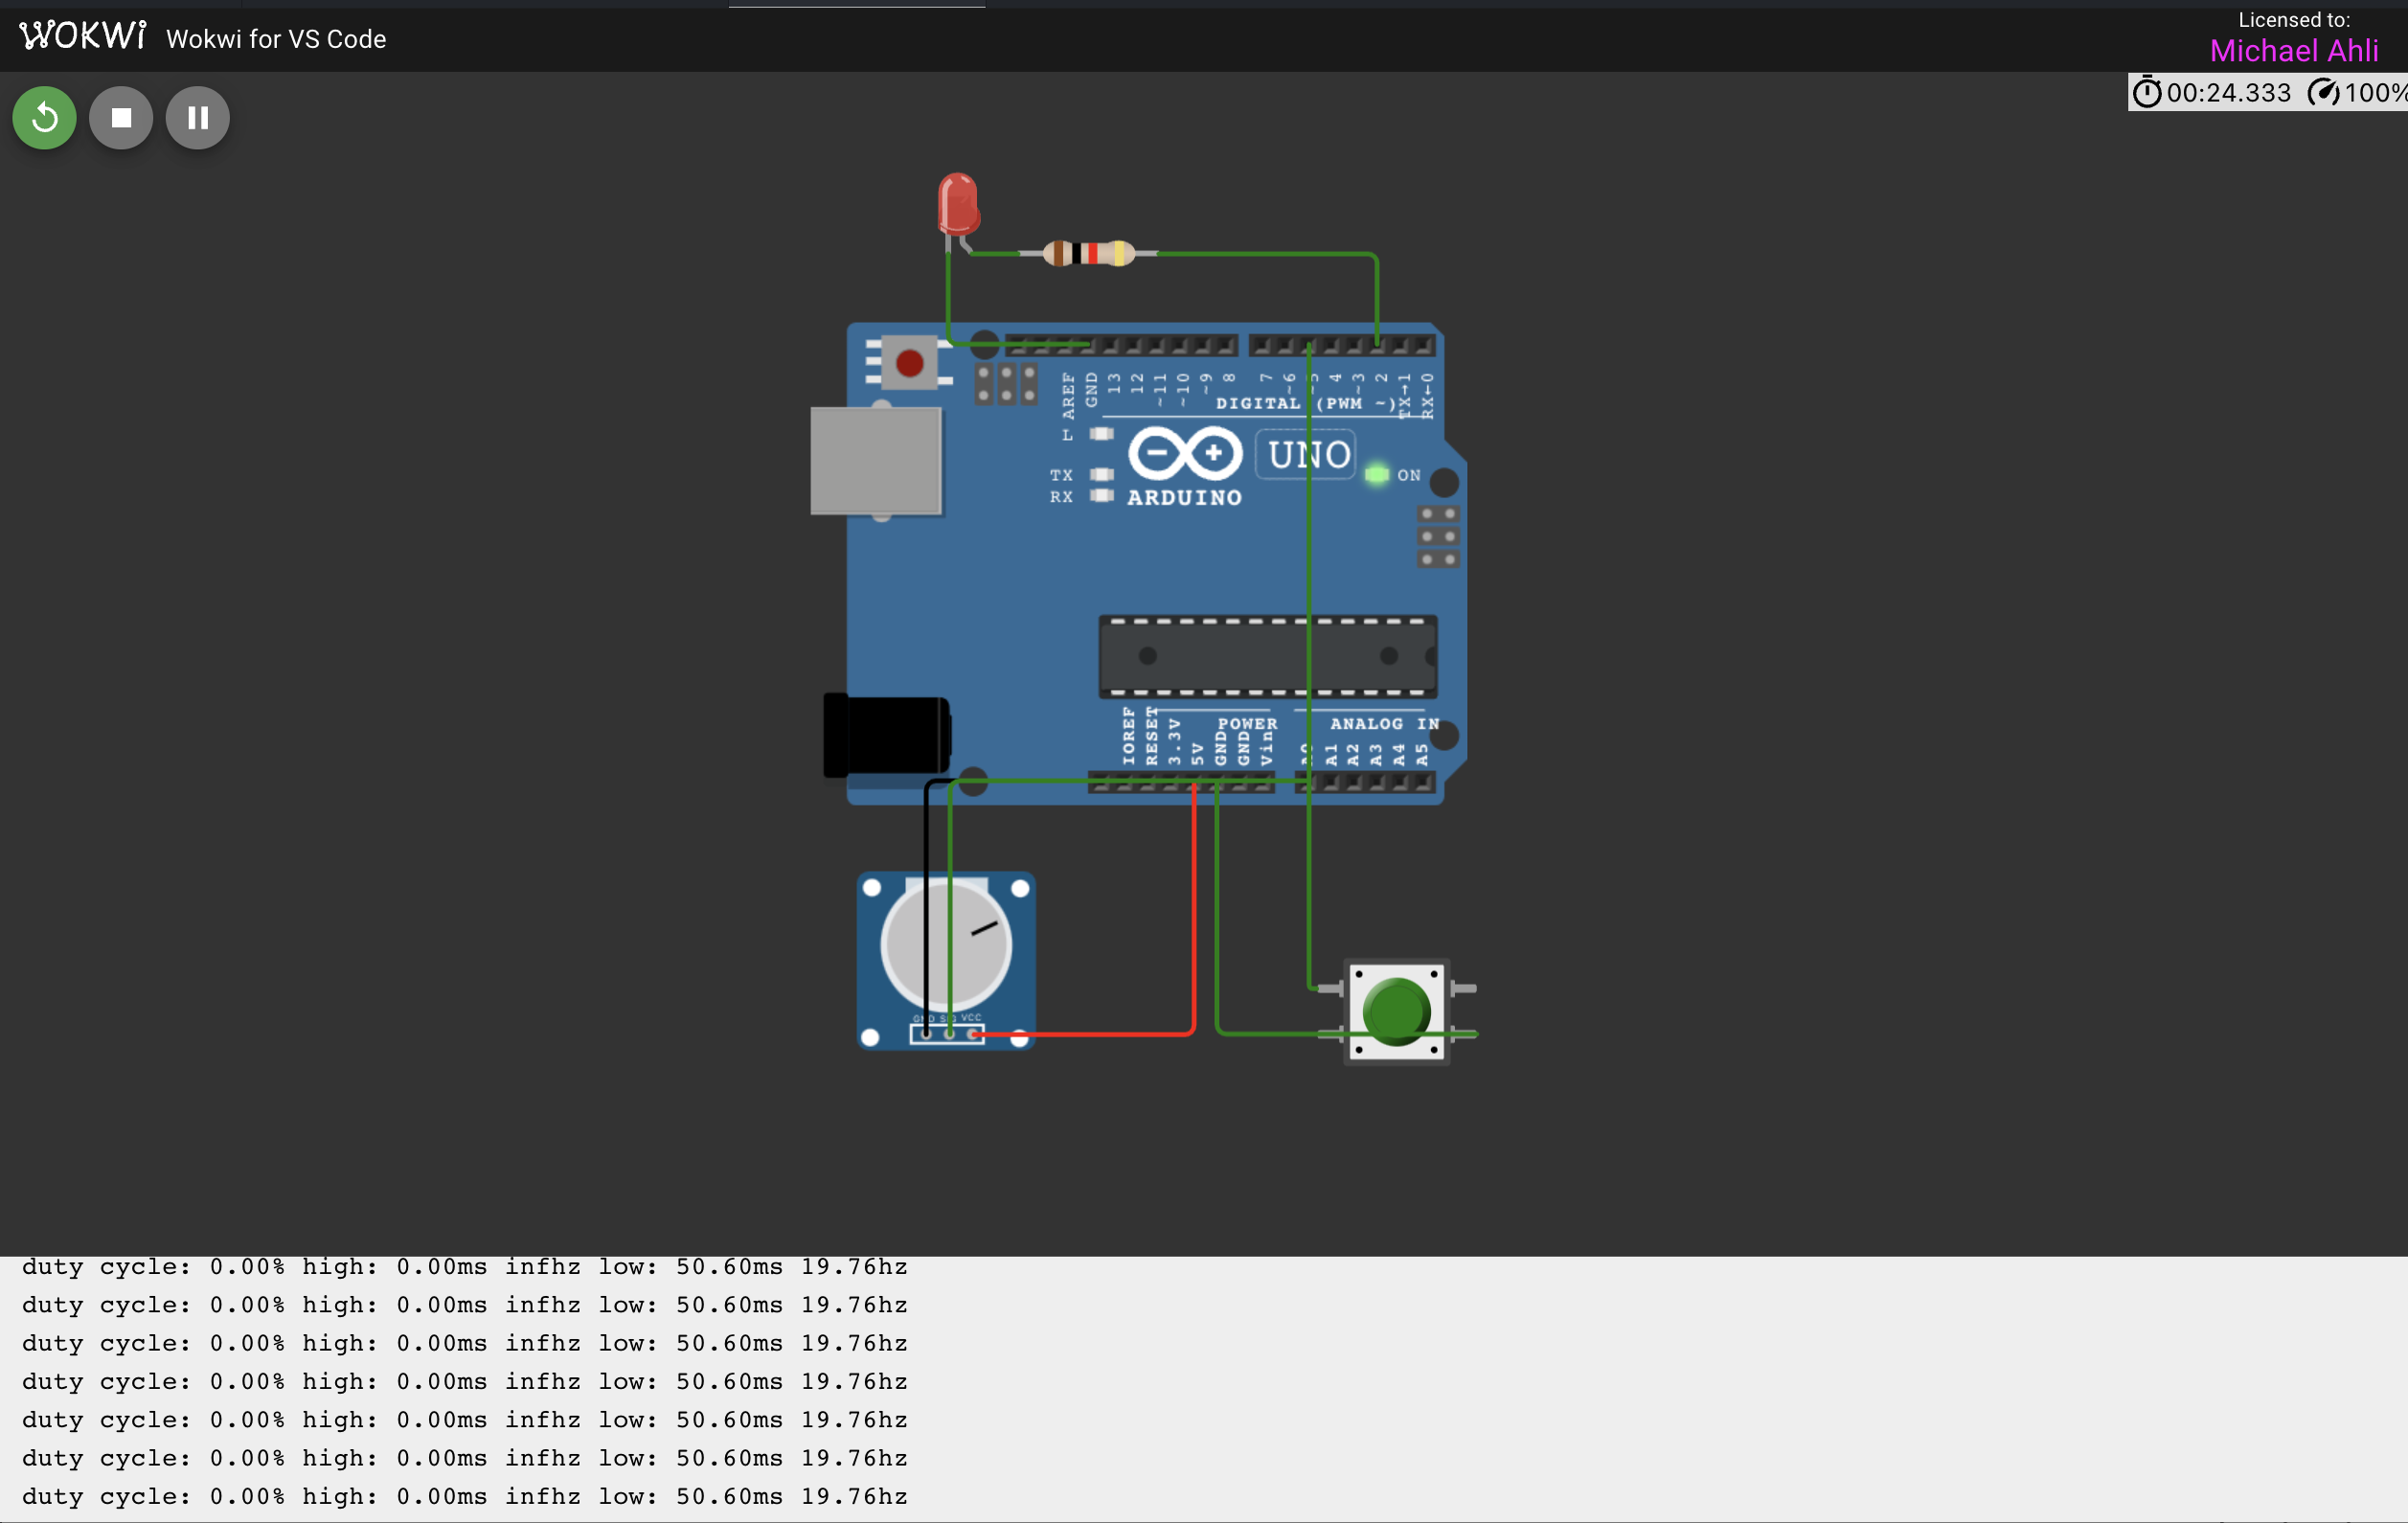 WOKWi Wokwi for VS Code
Licensed to:
Michael Ahli
00:24.333 100%
AREF GND 13 12 ~11 ~10 ~9 8 7 ~6 ~5 4 ~3 2 TX→1 RX←0
DIGITAL (PWM ~)
L
UNO
TX ON
RX ARDUINO
POWER ANALOG IN
IOREF RESET 3.3V 5V GND GND Vin A0 A1 A2 A3 A4 A5
GND SIG VCC
duty cycle: 0.00% high: 0.00ms infhz low: 50.60ms 19.76hz
duty cycle: 0.00% high: 0.00ms infhz low: 50.60ms 19.76hz
duty cycle: 0.00% high: 0.00ms infhz low: 50.60ms 19.76hz
duty cycle: 0.00% high: 0.00ms infhz low: 50.60ms 19.76hz
duty cycle: 0.00% high: 0.00ms infhz low: 50.60ms 19.76hz
duty cycle: 0.00% high: 0.00ms infhz low: 50.60ms 19.76hz
duty cycle: 0.00% high: 0.00ms infhz low: 50.60ms 19.76hz